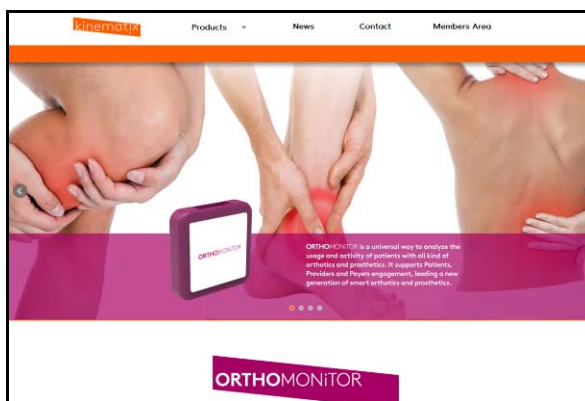 kinematix
Products News Contact Members Area
ORTHOMONiTOR is a universal way to analyze the
usage and activity of patients with all kind of
orthotics and prosthetics. It supports Patients,
Providers and Payers engagement, leading a new
generation of smart orthotics and prosthetics.
ORTHOMONiTOR
ORTHOMONiTOR